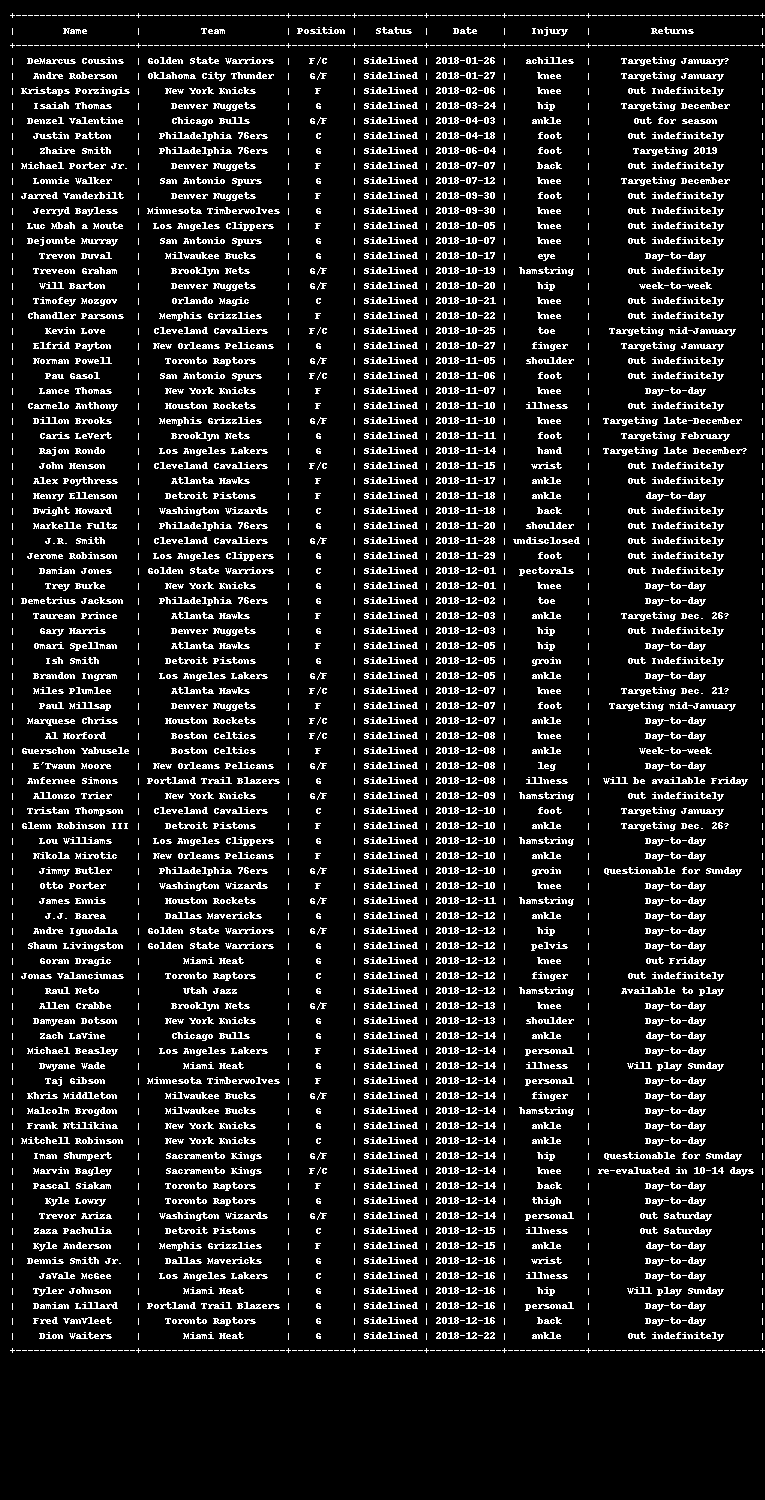 Name | Team | Position | Status | Date | Injury | Returns
DeMarcus Cousins | Golden State Warriors | F/C | Sidelined | 2018-01-26 | achilles | Targeting January?
Andre Roberson | Oklahoma City Thunder | G/F | Sidelined | 2018-01-27 | knee | Targeting January
Kristaps Porzingis | New York Knicks | F | Sidelined | 2018-02-06 | knee | Out Indefinitely
Isaiah Thomas | Denver Nuggets | G | Sidelined | 2018-03-24 | hip | Targeting December
Denzel Valentine | Chicago Bulls | G/F | Sidelined | 2018-04-03 | ankle | Out for season
Justin Patton | Philadelphia 76ers | C | Sidelined | 2018-04-18 | foot | Out indefinitely
Zhaire Smith | Philadelphia 76ers | G | Sidelined | 2018-06-04 | foot | Targeting 2019
Michael Porter Jr. | Denver Nuggets | F | Sidelined | 2018-07-07 | back | Out indefinitely
Lonnie Walker | San Antonio Spurs | G | Sidelined | 2018-07-12 | knee | Targeting December
Jarred Vanderbilt | Denver Nuggets | F | Sidelined | 2018-09-30 | foot | Out indefinitely
Jerryd Bayless | Minnesota Timberwolves | G | Sidelined | 2018-09-30 | knee | Out Indefinitely
Luc Mbah a Moute | Los Angeles Clippers | F | Sidelined | 2018-10-05 | knee | Out indefinitely
Dejounte Murray | San Antonio Spurs | G | Sidelined | 2018-10-07 | knee | Out indefinitely
Trevon Duval | Milwaukee Bucks | G | Sidelined | 2018-10-17 | eye | Day-to-day
Treveon Graham | Brooklyn Nets | G/F | Sidelined | 2018-10-19 | hamstring | Out indefinitely
Will Barton | Denver Nuggets | G/F | Sidelined | 2018-10-20 | hip | week-to-week
Timofey Mozgov | Orlando Magic | C | Sidelined | 2018-10-21 | knee | Out indefinitely
Chandler Parsons | Memphis Grizzlies | F | Sidelined | 2018-10-22 | knee | Out indefinitely
Kevin Love | Cleveland Cavaliers | F/C | Sidelined | 2018-10-25 | toe | Targeting mid-January
Elfrid Payton | New Orleans Pelicans | G | Sidelined | 2018-10-27 | finger | Targeting January
Norman Powell | Toronto Raptors | G/F | Sidelined | 2018-11-05 | shoulder | Out indefinitely
Pau Gasol | San Antonio Spurs | F/C | Sidelined | 2018-11-06 | foot | Out indefinitely
Lance Thomas | New York Knicks | F | Sidelined | 2018-11-07 | knee | Day-to-day
Carmelo Anthony | Houston Rockets | F | Sidelined | 2018-11-10 | illness | Out indefinitely
Dillon Brooks | Memphis Grizzlies | G/F | Sidelined | 2018-11-10 | knee | Targeting late-December
Caris LeVert | Brooklyn Nets | G | Sidelined | 2018-11-11 | foot | Targeting February
Rajon Rondo | Los Angeles Lakers | G | Sidelined | 2018-11-14 | hand | Targeting late December?
John Henson | Cleveland Cavaliers | F/C | Sidelined | 2018-11-15 | wrist | Out Indefinitely
Alex Poythress | Atlanta Hawks | F | Sidelined | 2018-11-17 | ankle | Out indefinitely
Henry Ellenson | Detroit Pistons | F | Sidelined | 2018-11-18 | ankle | day-to-day
Dwight Howard | Washington Wizards | C | Sidelined | 2018-11-18 | back | Out indefinitely
Markelle Fultz | Philadelphia 76ers | G | Sidelined | 2018-11-20 | shoulder | Out Indefinitely
J.R. Smith | Cleveland Cavaliers | G/F | Sidelined | 2018-11-28 | undisclosed | Out indefinitely
Jerome Robinson | Los Angeles Clippers | G | Sidelined | 2018-11-29 | foot | Out indefinitely
Damian Jones | Golden State Warriors | C | Sidelined | 2018-12-01 | pectorals | Out Indefinitely
Trey Burke | New York Knicks | G | Sidelined | 2018-12-01 | knee | Day-to-day
Demetrius Jackson | Philadelphia 76ers | G | Sidelined | 2018-12-02 | toe | Day-to-day
Taurean Prince | Atlanta Hawks | F | Sidelined | 2018-12-03 | ankle | Targeting Dec. 26?
Gary Harris | Denver Nuggets | G | Sidelined | 2018-12-03 | hip | Out Indefinitely
Omari Spellman | Atlanta Hawks | F | Sidelined | 2018-12-05 | hip | Day-to-day
Ish Smith | Detroit Pistons | G | Sidelined | 2018-12-05 | groin | Out Indefinitely
Brandon Ingram | Los Angeles Lakers | G/F | Sidelined | 2018-12-05 | ankle | Day-to-day
Miles Plumlee | Atlanta Hawks | F/C | Sidelined | 2018-12-07 | knee | Targeting Dec. 21?
Paul Millsap | Denver Nuggets | F | Sidelined | 2018-12-07 | foot | Targeting mid-January
Marquese Chriss | Houston Rockets | F/C | Sidelined | 2018-12-07 | ankle | Day-to-day
Al Horford | Boston Celtics | F/C | Sidelined | 2018-12-08 | knee | Day-to-day
Guerschon Yabusele | Boston Celtics | F | Sidelined | 2018-12-08 | ankle | Week-to-week
E'Twaun Moore | New Orleans Pelicans | G/F | Sidelined | 2018-12-08 | leg | Day-to-day
Anfernee Simons | Portland Trail Blazers | G | Sidelined | 2018-12-08 | illness | Will be available Friday
Allonzo Trier | New York Knicks | G/F | Sidelined | 2018-12-09 | hamstring | Out indefinitely
Tristan Thompson | Cleveland Cavaliers | C | Sidelined | 2018-12-10 | foot | Targeting January
Glenn Robinson III | Detroit Pistons | F | Sidelined | 2018-12-10 | ankle | Targeting Dec. 26?
Lou Williams | Los Angeles Clippers | G | Sidelined | 2018-12-10 | hamstring | Day-to-day
Nikola Mirotic | New Orleans Pelicans | F | Sidelined | 2018-12-10 | ankle | Day-to-day
Jimmy Butler | Philadelphia 76ers | G/F | Sidelined | 2018-12-10 | groin | Questionable for Sunday
Otto Porter | Washington Wizards | F | Sidelined | 2018-12-10 | knee | Day-to-day
James Ennis | Houston Rockets | G/F | Sidelined | 2018-12-11 | hamstring | Day-to-day
J.J. Barea | Dallas Mavericks | G | Sidelined | 2018-12-12 | ankle | Day-to-day
Andre Iguodala | Golden State Warriors | G/F | Sidelined | 2018-12-12 | hip | Day-to-day
Shaun Livingston | Golden State Warriors | G | Sidelined | 2018-12-12 | pelvis | Day-to-day
Goran Dragic | Miami Heat | G | Sidelined | 2018-12-12 | knee | Out Friday
Jonas Valanciunas | Toronto Raptors | C | Sidelined | 2018-12-12 | finger | Out indefinitely
Raul Neto | Utah Jazz | G | Sidelined | 2018-12-12 | hamstring | Available to play
Allen Crabbe | Brooklyn Nets | G/F | Sidelined | 2018-12-13 | knee | Day-to-day
Damyean Dotson | New York Knicks | G | Sidelined | 2018-12-13 | shoulder | Day-to-day
Zach LaVine | Chicago Bulls | G | Sidelined | 2018-12-14 | ankle | day-to-day
Michael Beasley | Los Angeles Lakers | F | Sidelined | 2018-12-14 | personal | Day-to-day
Dwyane Wade | Miami Heat | G | Sidelined | 2018-12-14 | illness | Will play Sunday
Taj Gibson | Minnesota Timberwolves | F | Sidelined | 2018-12-14 | personal | Day-to-day
Khris Middleton | Milwaukee Bucks | G/F | Sidelined | 2018-12-14 | finger | Day-to-day
Malcolm Brogdon | Milwaukee Bucks | G | Sidelined | 2018-12-14 | hamstring | Day-to-day
Frank Ntilikina | New York Knicks | G | Sidelined | 2018-12-14 | ankle | Day-to-day
Mitchell Robinson | New York Knicks | C | Sidelined | 2018-12-14 | ankle | Day-to-day
Iman Shumpert | Sacramento Kings | G/F | Sidelined | 2018-12-14 | hip | Questionable for Sunday
Marvin Bagley | Sacramento Kings | F/C | Sidelined | 2018-12-14 | knee | re-evaluated in 10-14 days
Pascal Siakam | Toronto Raptors | F | Sidelined | 2018-12-14 | back | Day-to-day
Kyle Lowry | Toronto Raptors | G | Sidelined | 2018-12-14 | thigh | Day-to-day
Trevor Ariza | Washington Wizards | G/F | Sidelined | 2018-12-14 | personal | Out Saturday
Zaza Pachulia | Detroit Pistons | C | Sidelined | 2018-12-15 | illness | Out Saturday
Kyle Anderson | Memphis Grizzlies | F | Sidelined | 2018-12-15 | ankle | day-to-day
Dennis Smith Jr. | Dallas Mavericks | G | Sidelined | 2018-12-16 | wrist | Day-to-day
JaVale McGee | Los Angeles Lakers | C | Sidelined | 2018-12-16 | illness | Day-to-day
Tyler Johnson | Miami Heat | G | Sidelined | 2018-12-16 | hip | Will play Sunday
Damian Lillard | Portland Trail Blazers | G | Sidelined | 2018-12-16 | personal | Day-to-day
Fred VanVleet | Toronto Raptors | G | Sidelined | 2018-12-16 | back | Day-to-day
Dion Waiters | Miami Heat | G | Sidelined | 2018-12-22 | ankle | Out indefinitely